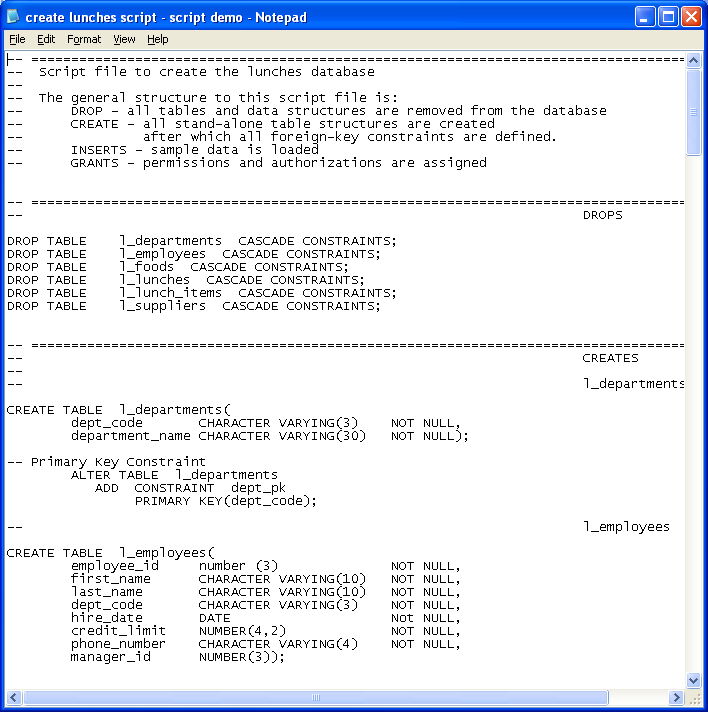 create lunches script - script demo - Notepad
File Edit Format View Help
-- =================================================================================
--  Script file to create the lunches database
--
--  The general structure to this script file is:
--      DROP - all tables and data structures are removed from the database
--      CREATE - all stand-alone table structures are created
--               after which all foreign-key constraints are defined.
--      INSERTS - sample data is loaded
--      GRANTS - permissions and authorizations are assigned
-- =================================================================================
--                                                                      DROPS
DROP TABLE    l_departments  CASCADE CONSTRAINTS;
DROP TABLE    l_employees  CASCADE CONSTRAINTS;
DROP TABLE    l_foods  CASCADE CONSTRAINTS;
DROP TABLE    l_lunches  CASCADE CONSTRAINTS;
DROP TABLE    l_lunch_items  CASCADE CONSTRAINTS;
DROP TABLE    l_suppliers  CASCADE CONSTRAINTS;
-- =================================================================================
--                                                                      CREATES
--
--                                                                      l_departments
CREATE TABLE  l_departments(
        dept_code       CHARACTER VARYING(3)    NOT NULL,
        department_name CHARACTER VARYING(30)   NOT NULL);
-- Primary Key Constraint
        ALTER TABLE  l_departments
           ADD  CONSTRAINT  dept_pk
                PRIMARY KEY(dept_code);
--                                                                      l_employees
CREATE TABLE  l_employees(
        employee_id     number (3)              NOT NULL,
        first_name      CHARACTER VARYING(10)   NOT NULL,
        last_name       CHARACTER VARYING(10)   NOT NULL,
        dept_code       CHARACTER VARYING(3)    NOT NULL,
        hire_date       DATE                    Not NULL,
        credit_limit    NUMBER(4,2)             NOT NULL,
        phone_number    CHARACTER VARYING(4)    NOT NULL,
        manager_id      NUMBER(3));